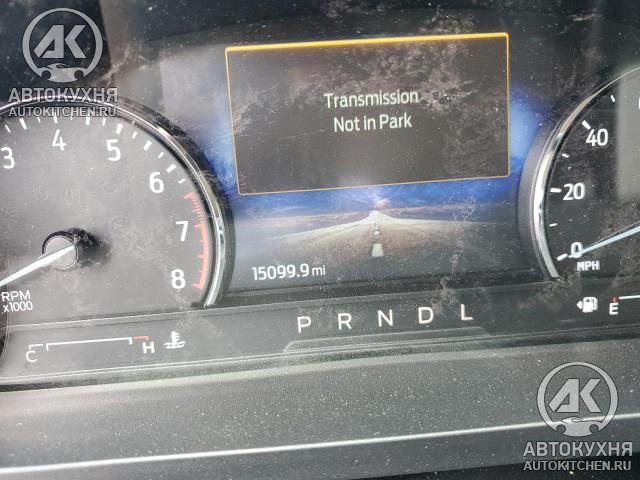 АК
АВТОКУХНЯ
AUTOKITCHEN.RU
Transmission
Not in Park
3 4 5 6 7 8
RPM
x1000
15099.9 mi
0 20 40
MPH
P R N D L
C H
E
АК
АВТОКУХНЯ
AUTOKITCHEN.RU